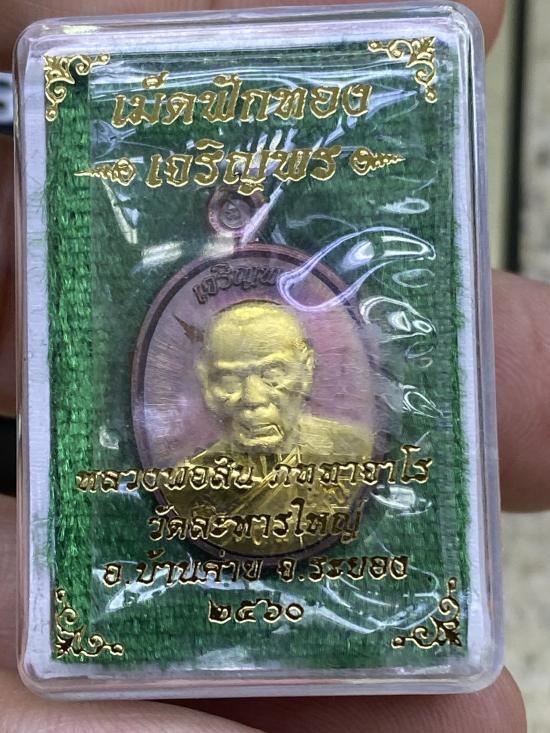 เม็ดฟักทอง
เจริญพร
เจริญพร
หลวงพ่อสิน ภทฺทาจาโร
วัดละหารใหญ่
อ.บ้านค่าย จ.ระยอง
๒๕๖๐